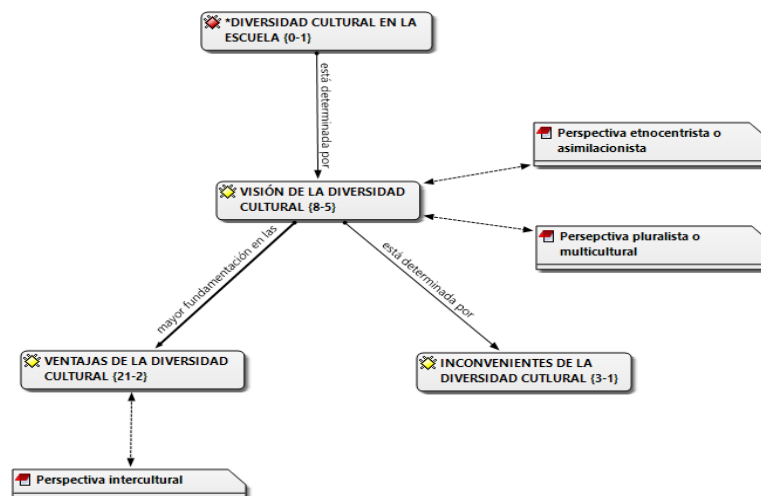 *DIVERSIDAD CULTURAL EN LA
ESCUELA {0-1}
está determinada por
Perspectiva etnocentrista o
asimilacionista
VISIÓN DE LA DIVERSIDAD
CULTURAL {8-5}
Persepctiva pluralista o
multicultural
mayor fundamentación en las
está determinada por
VENTAJAS DE LA DIVERSIDAD
CULTURAL {21-2}
INCONVENIENTES DE LA
DIVERSIDAD CUTLURAL {3-1}
Perspectiva intercultural